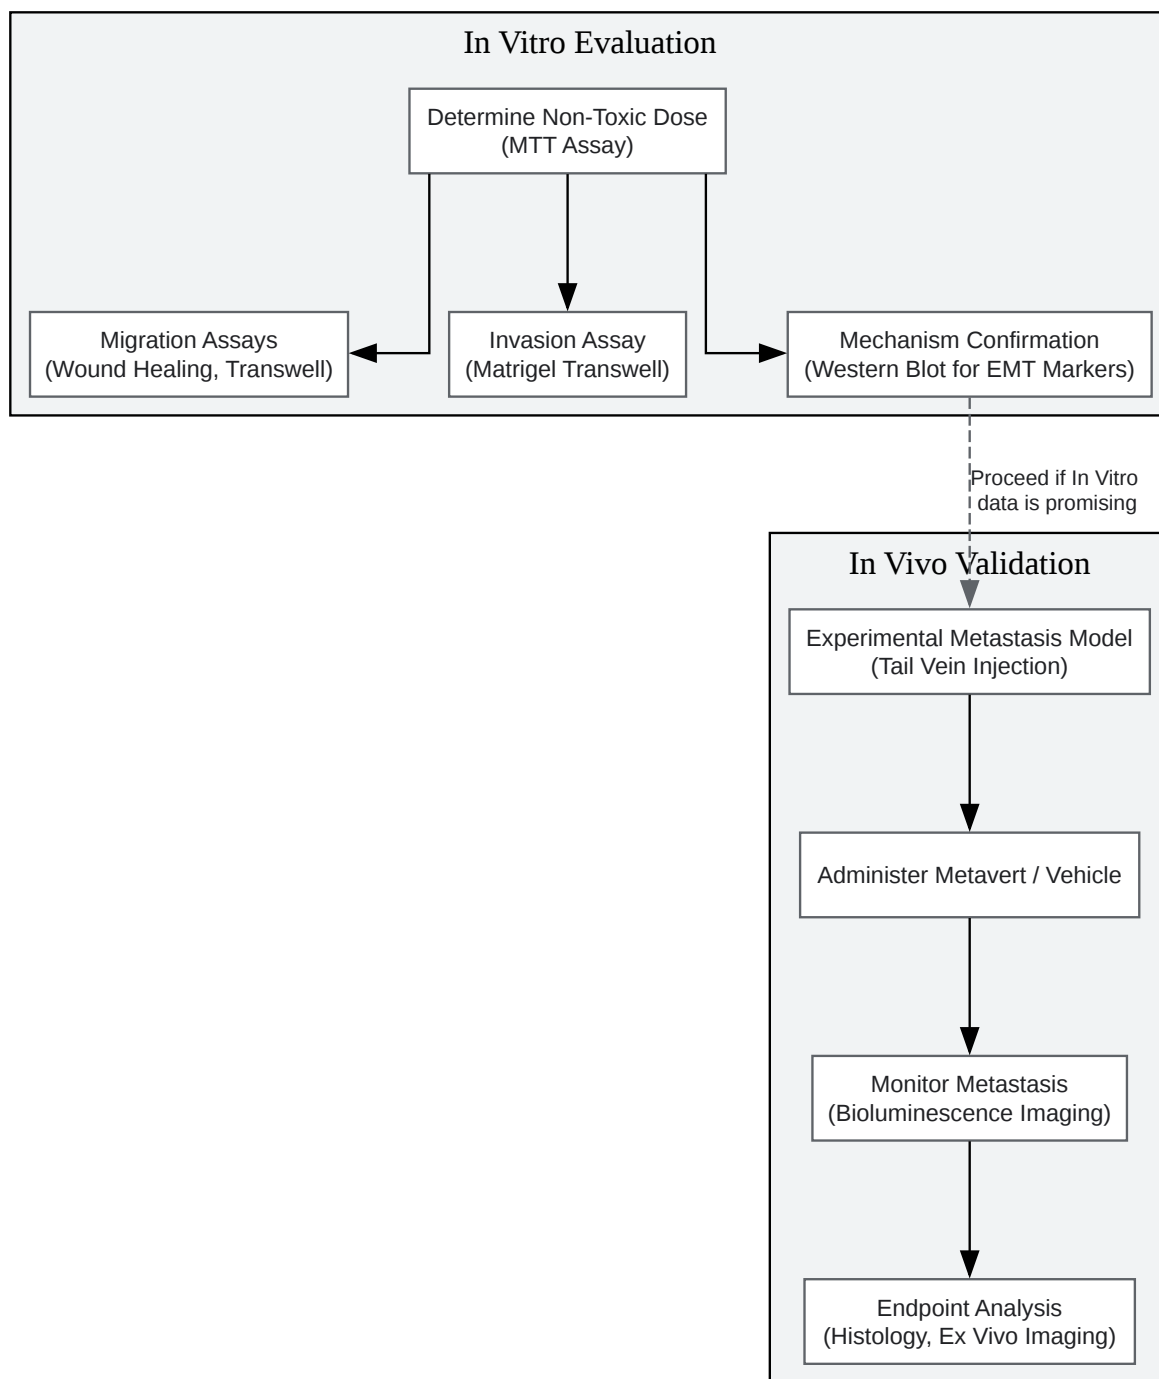 In Vitro Evaluation
Determine Non-Toxic Dose
(MTT Assay)
Migration Assays
(Wound Healing, Transwell)
Invasion Assay
(Matrigel Transwell)
Mechanism Confirmation
(Western Blot for EMT Markers)
Proceed if In Vitro
data is promising
In Vivo Validation
Experimental Metastasis Model
(Tail Vein Injection)
Administer Metavert / Vehicle
Monitor Metastasis
(Bioluminescence Imaging)
Endpoint Analysis
(Histology, Ex Vivo Imaging)